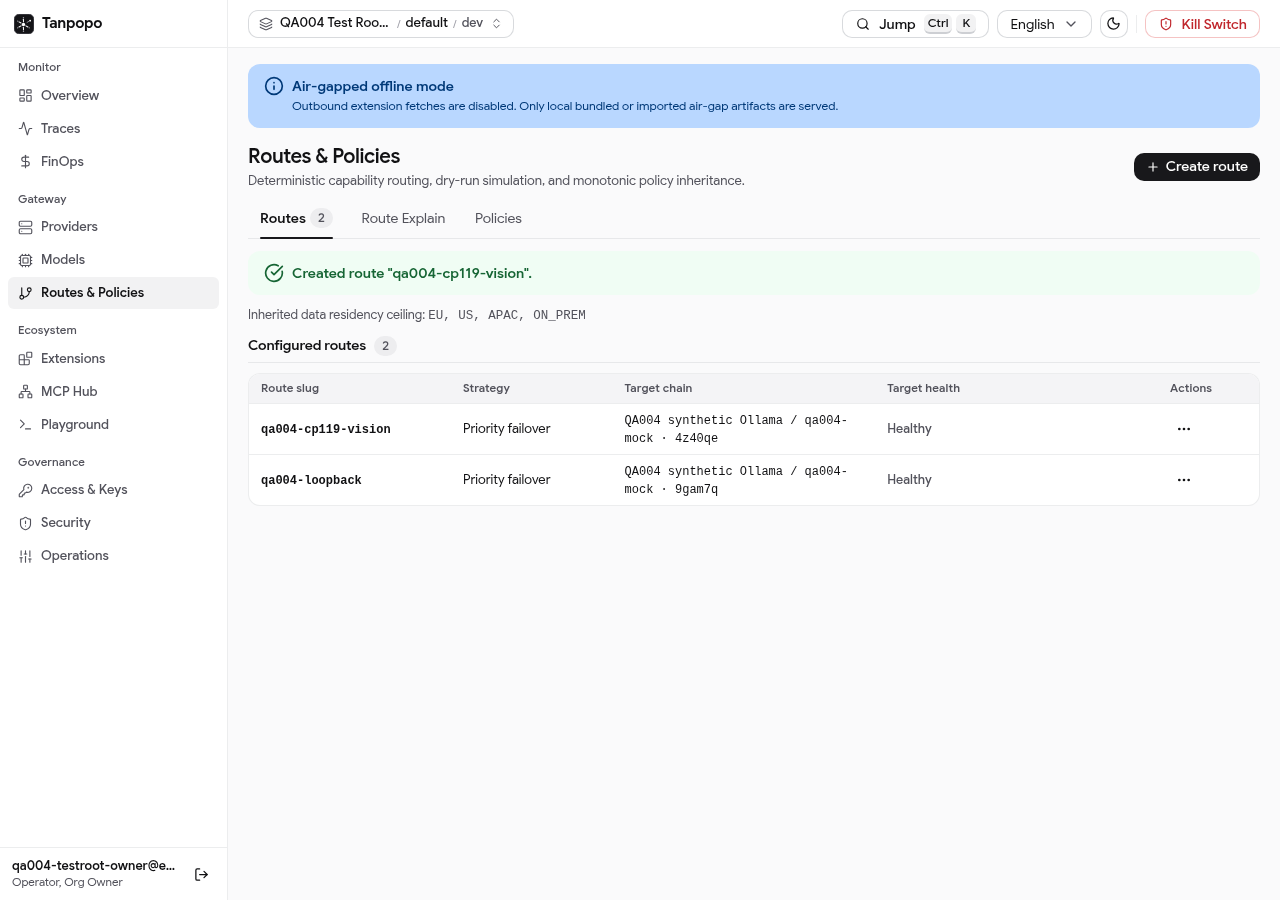 Tanpopo
QA004 Test Roo... / default / dev
Jump Ctrl K
English
Kill Switch
Monitor
Overview
Traces
FinOps
Gateway
Providers
Models
Routes & Policies
Ecosystem
Extensions
MCP Hub
Playground
Governance
Access & Keys
Security
Operations
qa004-testroot-owner@e...
Operator, Org Owner
Air-gapped offline mode
Outbound extension fetches are disabled. Only local bundled or imported air-gap artifacts are served.
Routes & Policies
Deterministic capability routing, dry-run simulation, and monotonic policy inheritance.
Create route
Routes 2 Route Explain Policies
Created route "qa004-cp119-vision".
Inherited data residency ceiling: EU, US, APAC, ON_PREM
Configured routes 2
Route slug Strategy Target chain Target health Actions
qa004-cp119-vision Priority failover QA004 synthetic Ollama / qa004-
mock · 4z40qe Healthy
qa004-loopback Priority failover QA004 synthetic Ollama / qa004-
mock · 9gam7q Healthy